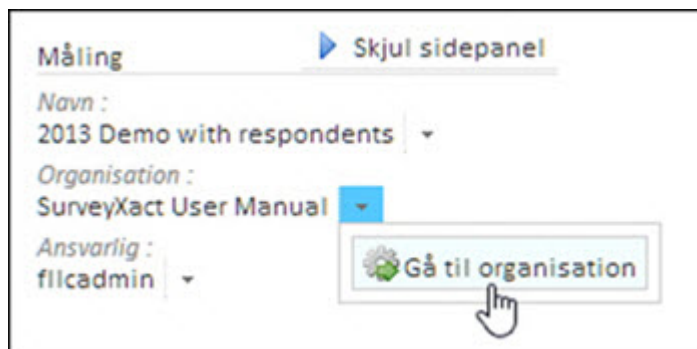 Måling
Skjul sidepanel
Navn :
2013 Demo with respondents
Organisation :
SurveyXact User Manual
Gå til organisation
Ansvarlig :
fllcadmin